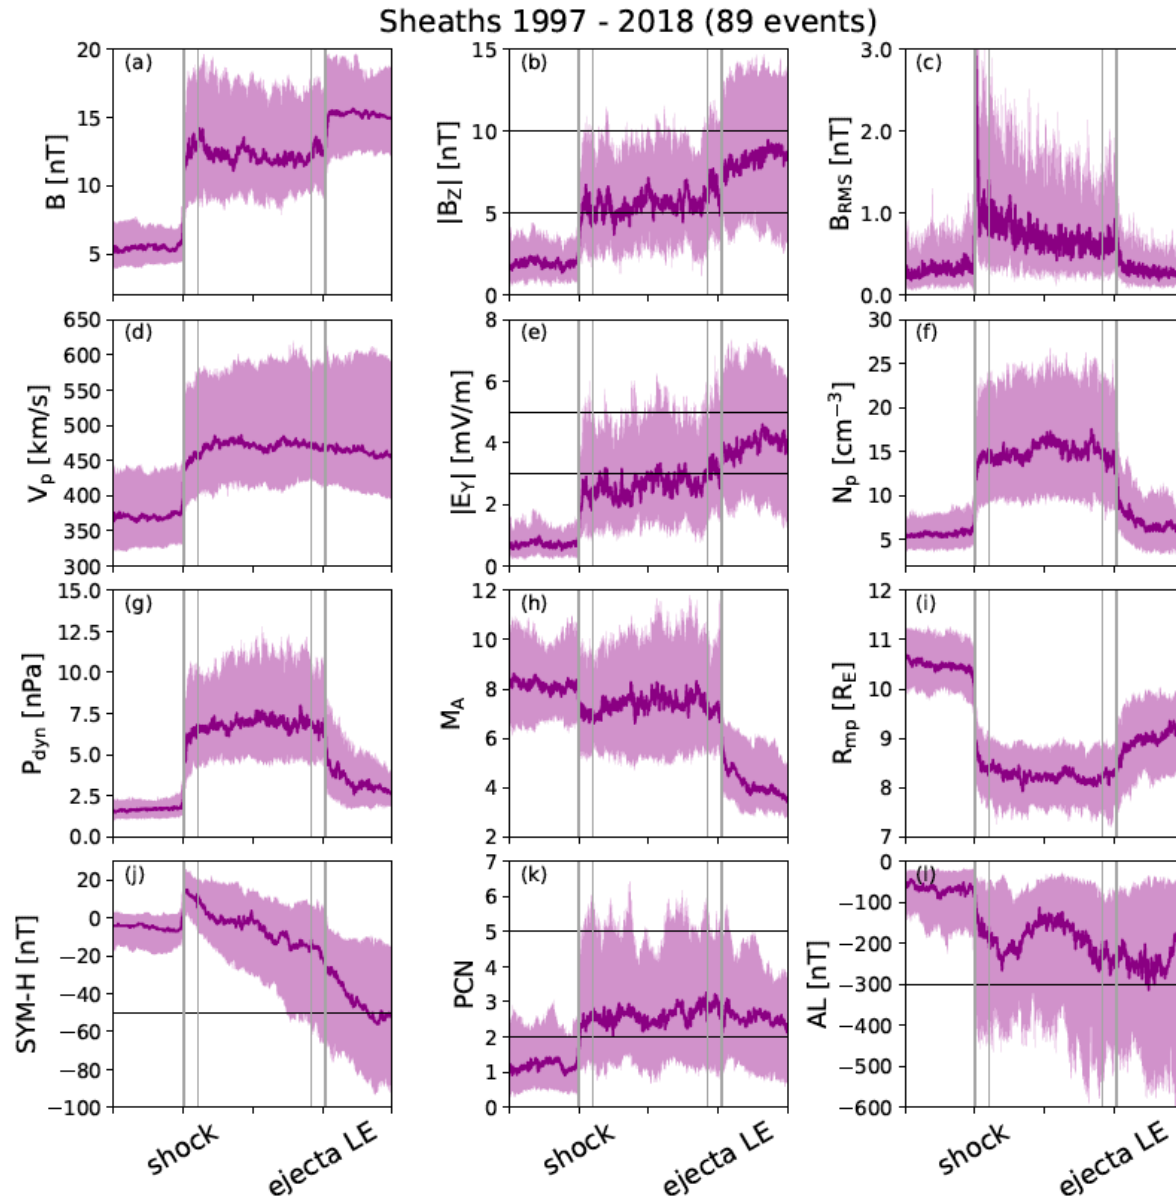 Sheaths 1997 - 2018 (89 events)
(a)
B [nT]
20
15
10
5
(b)
|B_Z| [nT]
15
10
5
0
(c)
B_RMS [nT]
3.0
2.0
1.0
0.0
(d)
V_p [km/s]
650
600
550
500
450
400
350
300
(e)
|E_Y| [mV/m]
8
6
4
2
0
(f)
N_p [cm⁻³]
30
25
20
15
10
5
(g)
P_dyn [nPa]
15.0
12.5
10.0
7.5
5.0
2.5
0.0
(h)
M_A
12
10
8
6
4
2
(i)
R_mp [R_E]
12
11
10
9
8
7
(j)
SYM-H [nT]
20
0
−20
−40
−60
−80
−100
(k)
PCN
7
6
5
4
3
2
1
0
(l)
AL [nT]
0
−100
−200
−300
−400
−500
−600
shock
ejecta LE
shock
ejecta LE
shock
ejecta LE